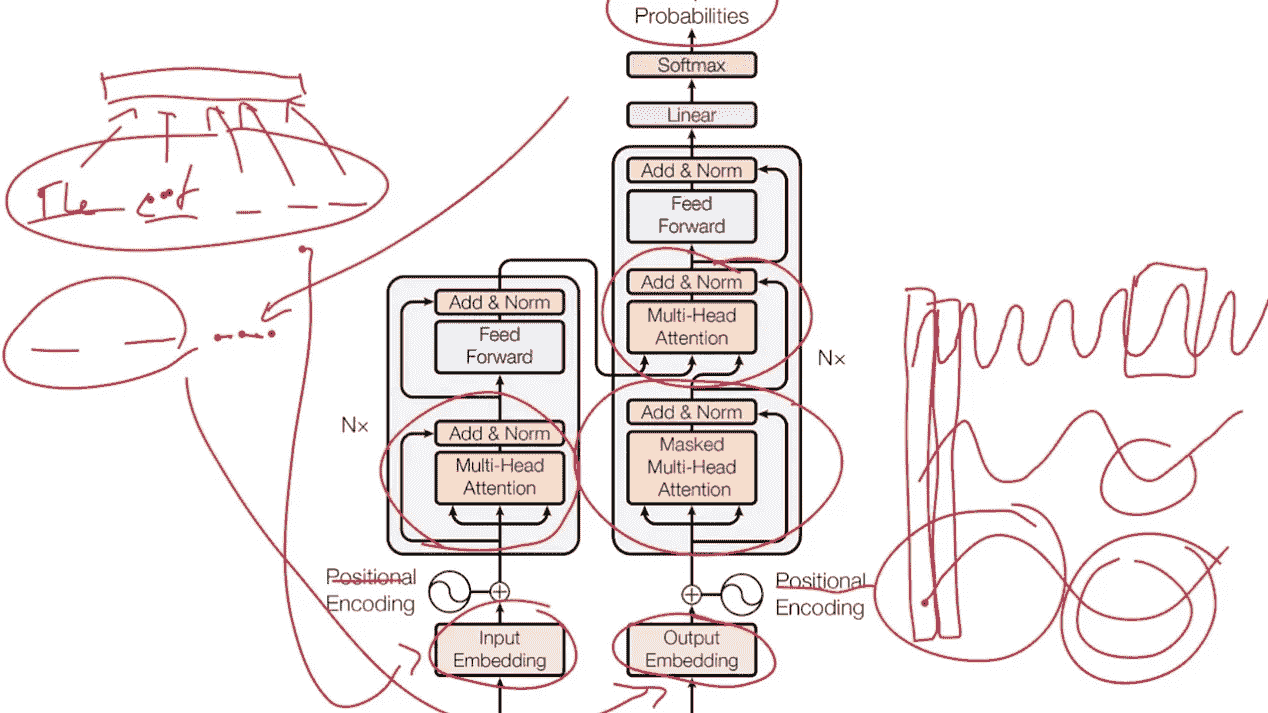 Probabilities
Softmax
Linear
Add & Norm
Feed
Forward
Add & Norm
Multi-Head
Attention
Nx
Add & Norm
Masked
Multi-Head
Attention
Add & Norm
Feed
Forward
Nx
Add & Norm
Multi-Head
Attention
Positional
Encoding
Positional
Encoding
Input
Embedding
Output
Embedding
The cat